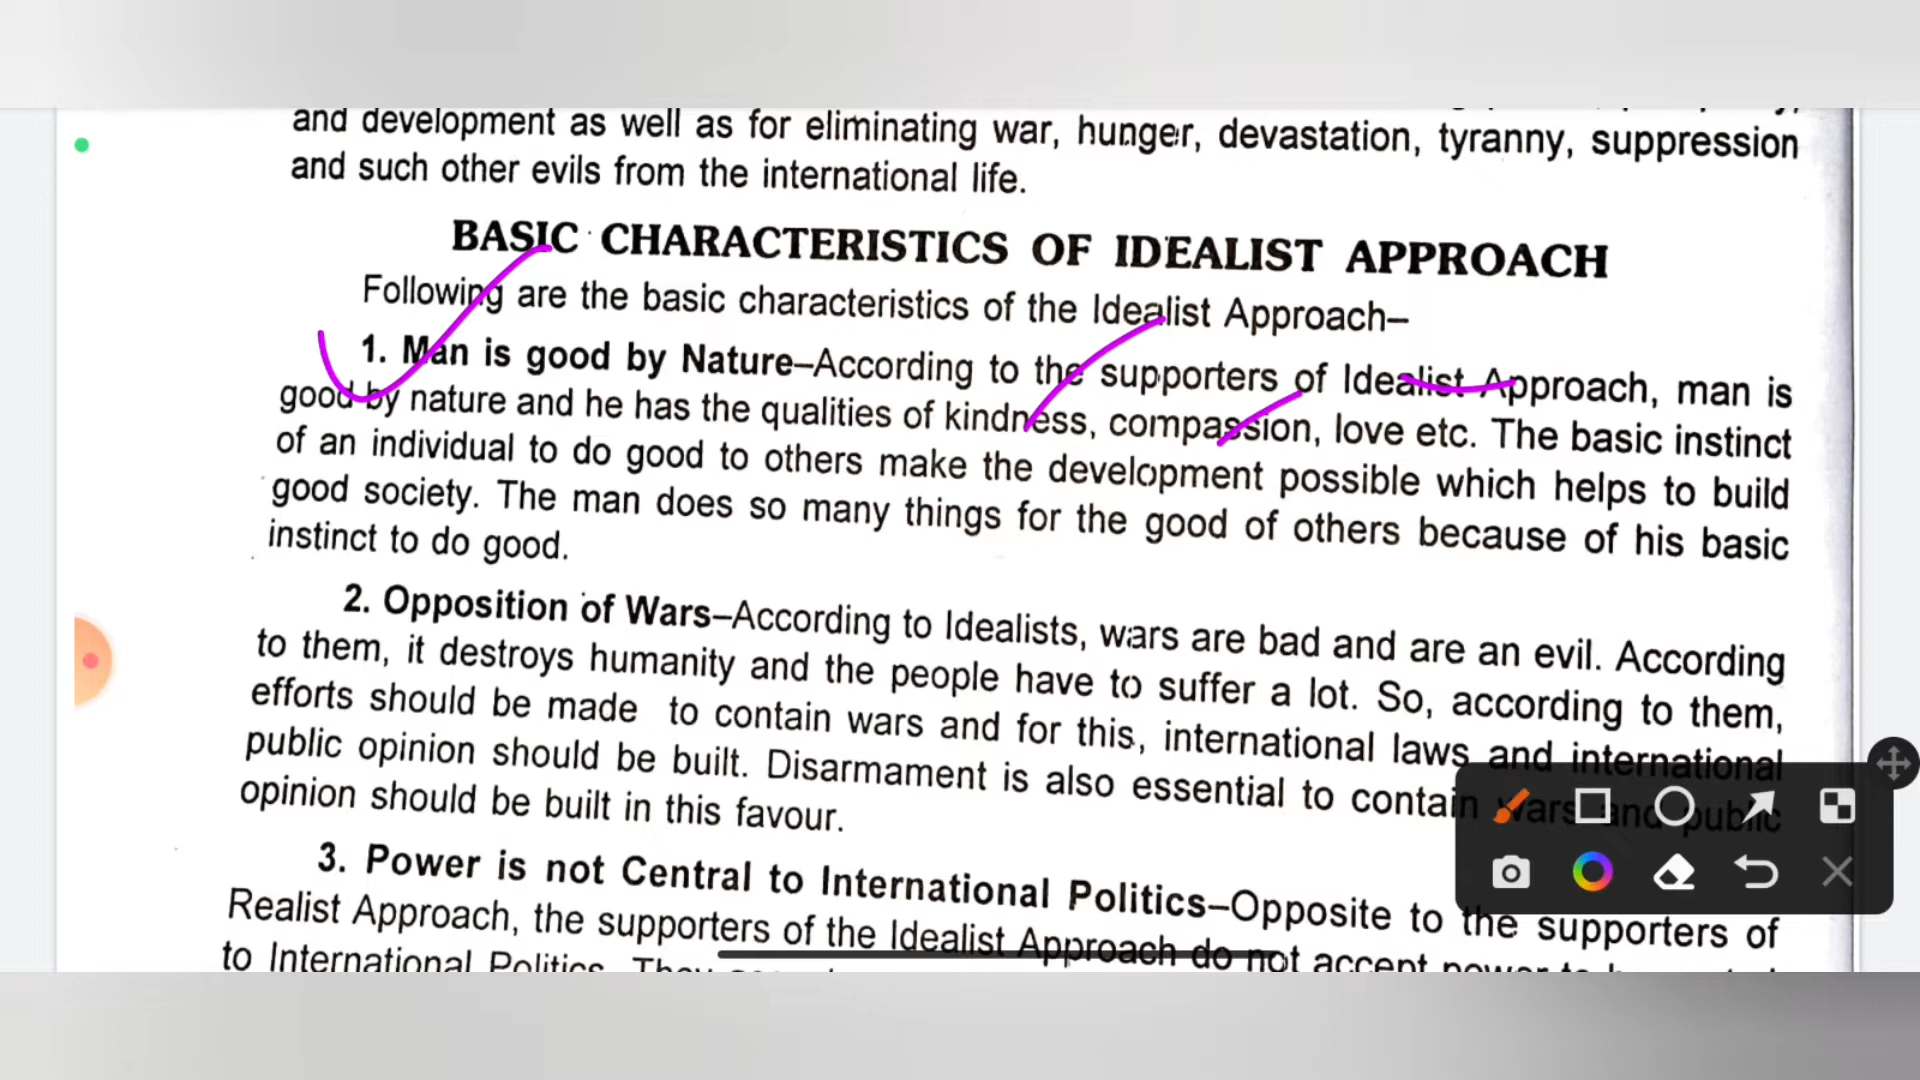 and development as well as for eliminating war, hunger, devastation, tyranny, suppression
and such other evils from the international life.
BASIC CHARACTERISTICS OF IDEALIST APPROACH
Following are the basic characteristics of the Idealist Approach–
1. Man is good by Nature–According to the supporters of Idealist Approach, man is
good by nature and he has the qualities of kindness, compassion, love etc. The basic instinct
of an individual to do good to others make the development possible which helps to build
good society. The man does so many things for the good of others because of his basic
instinct to do good.
2. Opposition of Wars–According to Idealists, wars are bad and are an evil. According
to them, it destroys humanity and the people have to suffer a lot. So, according to them,
efforts should be made to contain wars and for this, international laws and international
public opinion should be built. Disarmament is also essential to contain wars and public
opinion should be built in this favour.
3. Power is not Central to International Politics–Opposite to the supporters of
Realist Approach, the supporters of the Idealist Approach do not accept power to
to International Politics. They